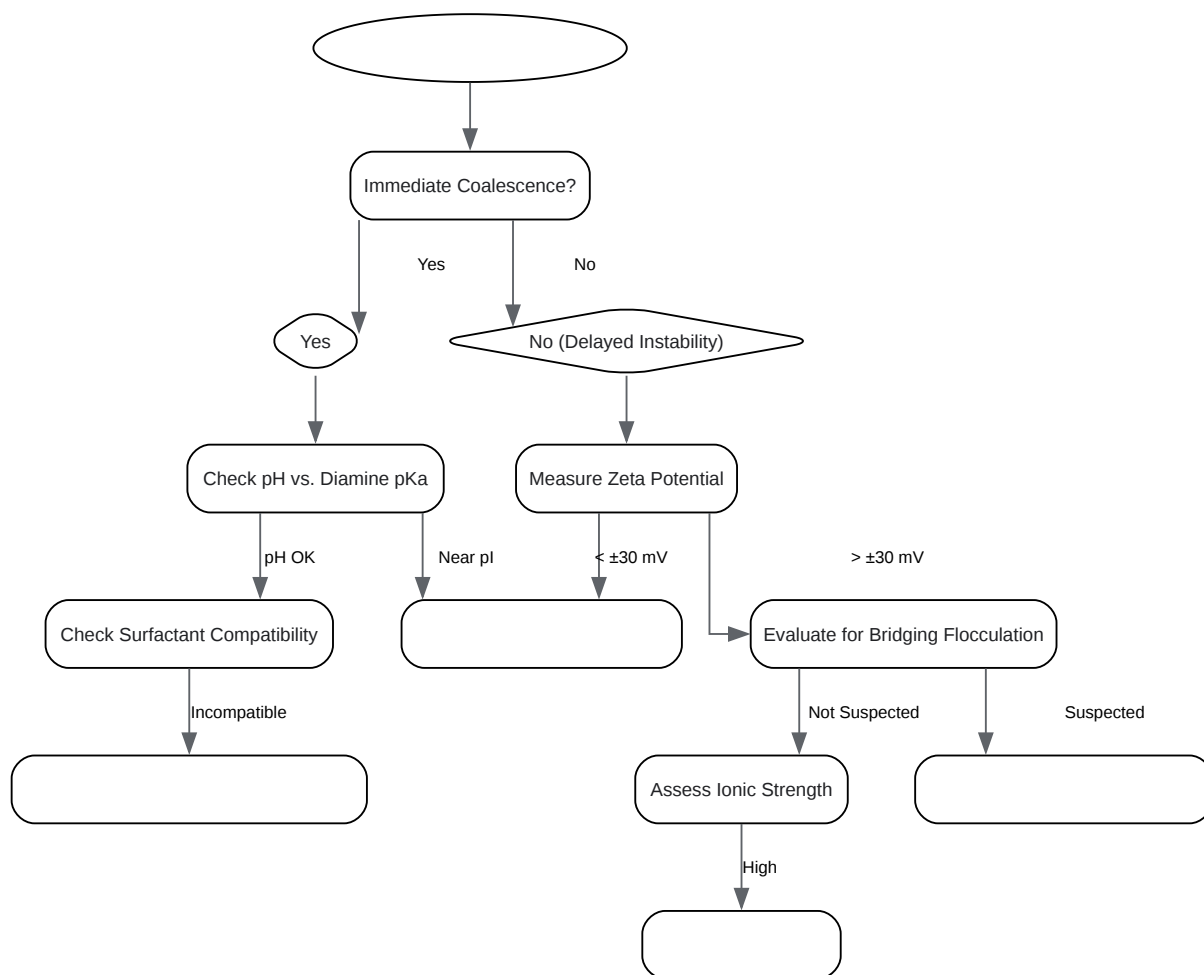 Immediate Coalescence?
Yes
No
Yes
No (Delayed Instability)
Check pH vs. Diamine pKa
Measure Zeta Potential
pH OK
Near pI
< ±30 mV
> ±30 mV
Check Surfactant Compatibility
Evaluate for Bridging Flocculation
Incompatible
Not Suspected
Suspected
Assess Ionic Strength
High